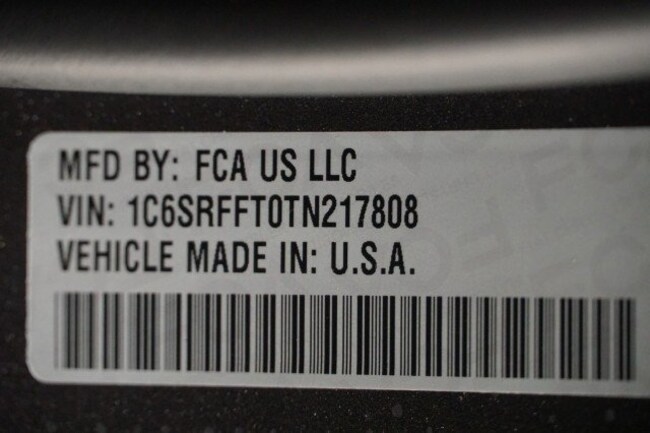 MFD BY: FCA US LLC
VIN: 1C6SRFFT0TN217808
VEHICLE MADE IN: U.S.A.